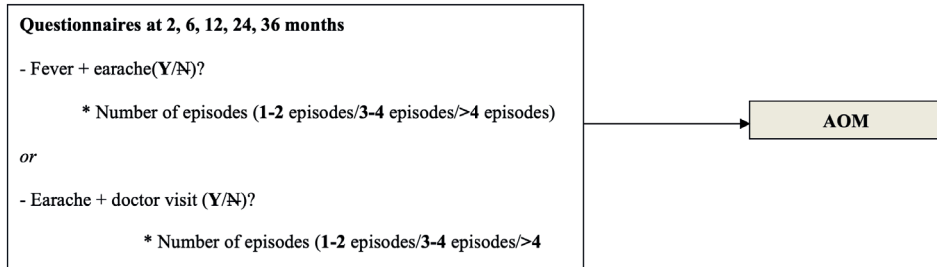 Questionnaires at 2, 6, 12, 24, 36 months
- Fever + earache(Y/N)?
* Number of episodes (1-2 episodes/3-4 episodes/>4 episodes)
or
- Earache + doctor visit (Y/N)?
* Number of episodes (1-2 episodes/3-4 episodes/>4
AOM